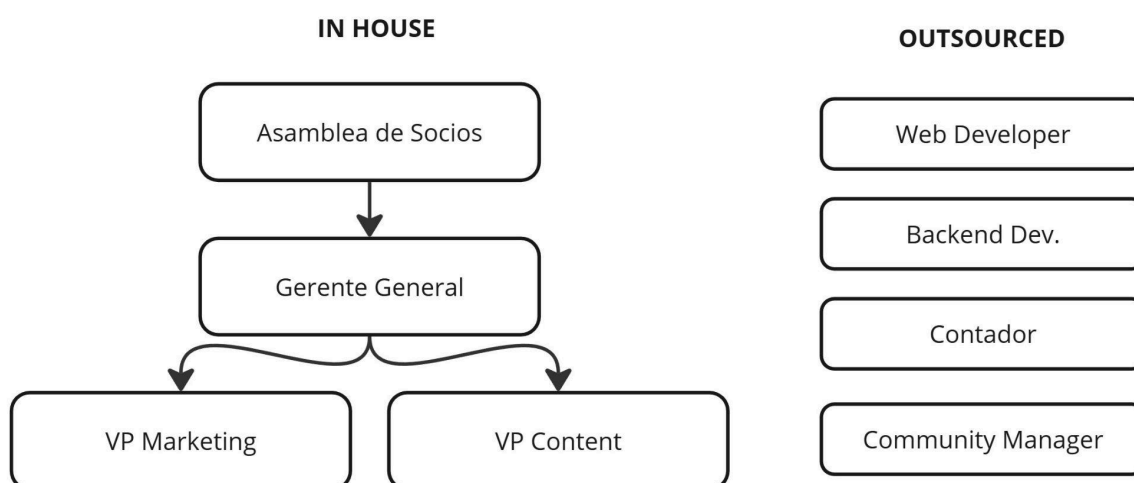 IN HOUSE
Asamblea de Socios
Gerente General
VP Marketing
VP Content
OUTSOURCED
Web Developer
Backend Dev.
Contador
Community Manager